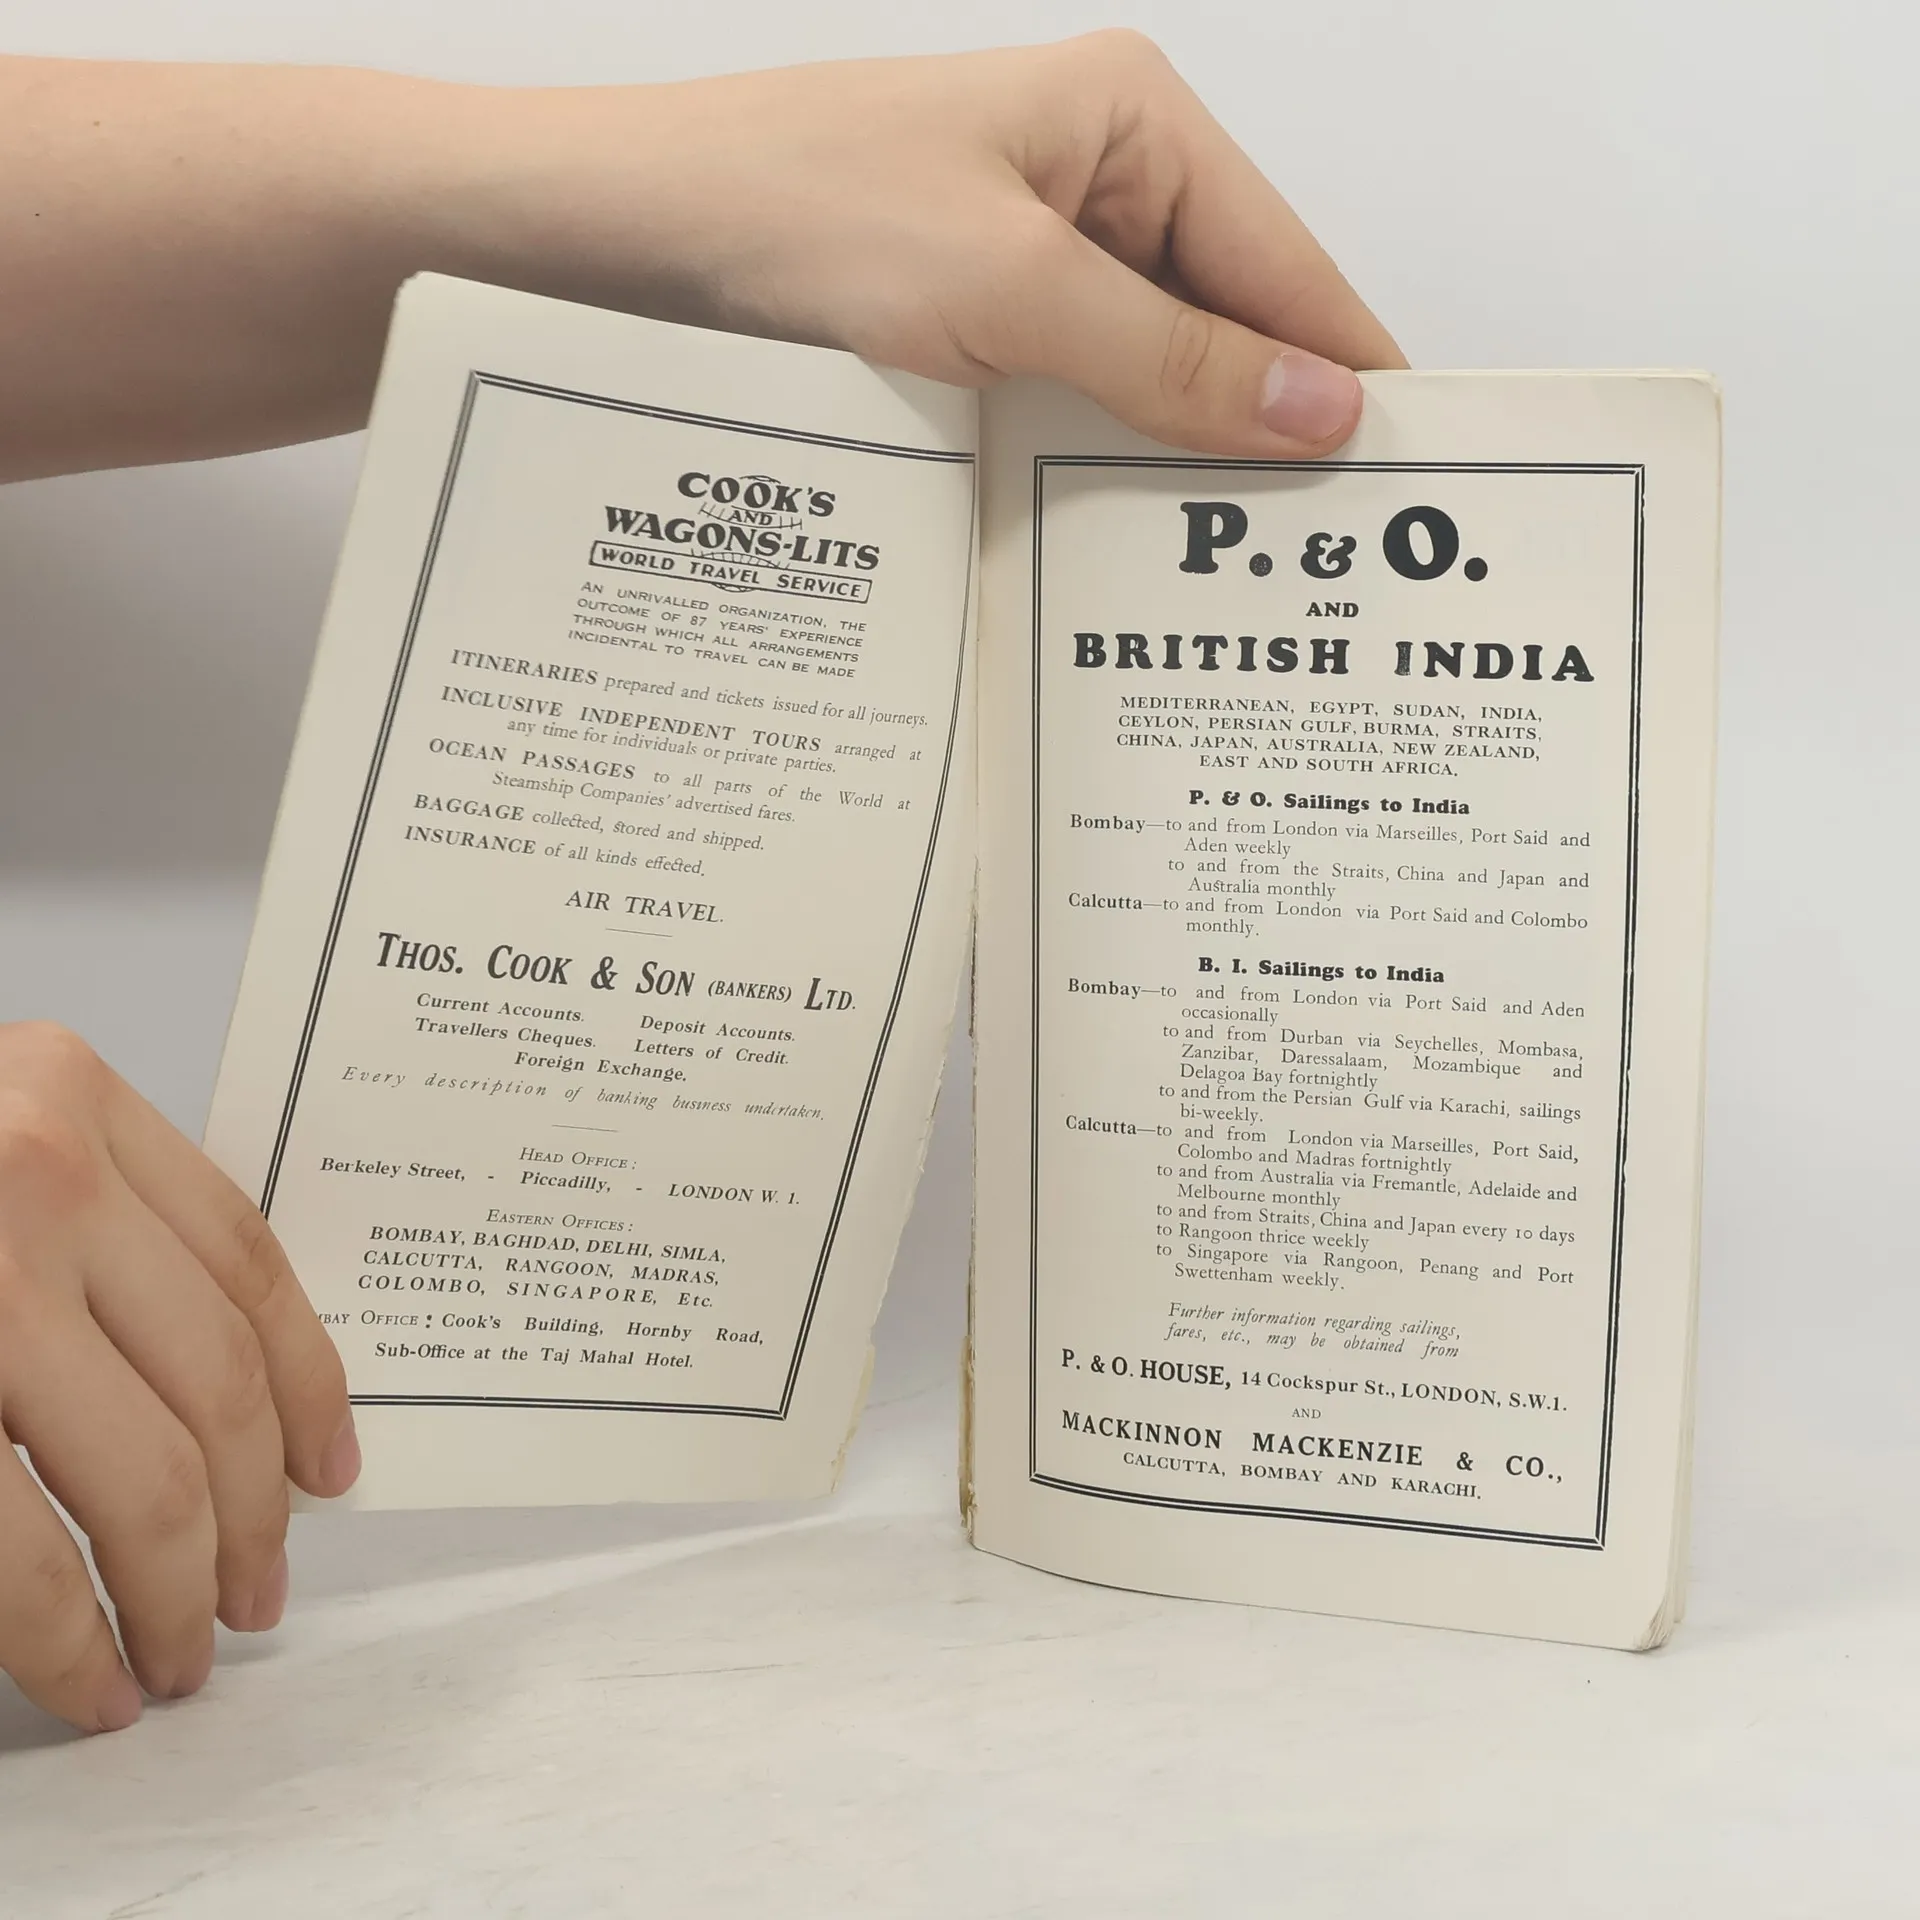 COOK'S
AND
WAGONS-LITS
WORLD TRAVEL SERVICE
AN UNRIVALLED ORGANIZATION, THE
OUTCOME OF 87 YEARS' EXPERIENCE
THROUGH WHICH ALL ARRANGEMENTS
INCIDENTAL TO TRAVEL CAN BE MADE
ITINERARIES prepared and tickets issued for all journeys.
INCLUSIVE INDEPENDENT TOURS arranged at
any time for individuals or private parties.
OCEAN PASSAGES to all parts of the World at
Steamship Companies' advertised fares.
BAGGAGE collected, stored and shipped.
INSURANCE of all kinds effected.
AIR TRAVEL.
THOS. COOK & SON (BANKERS) LTD.
Current Accounts. Deposit Accounts.
Travellers Cheques. Letters of Credit.
Foreign Exchange.
Every description of banking business undertaken.
HEAD OFFICE:
Berkeley Street, - Piccadilly, - LONDON W. 1.
EASTERN OFFICES:
BOMBAY, BAGHDAD, DELHI, SIMLA,
CALCUTTA, RANGOON, MADRAS,
COLOMBO, SINGAPORE, Etc.
BAY OFFICE: Cook's Building, Hornby Road,
Sub-Office at the Taj Mahal Hotel.
P. & O.
AND
BRITISH INDIA
MEDITERRANEAN, EGYPT, SUDAN, INDIA,
CEYLON, PERSIAN GULF, BURMA, STRAITS,
CHINA, JAPAN, AUSTRALIA, NEW ZEALAND,
EAST AND SOUTH AFRICA.
P. & O. Sailings to India
Bombay—to and from London via Marseilles, Port Said and
Aden weekly
to and from the Straits, China and Japan and
Australia monthly
Calcutta—to and from London via Port Said and Colombo
monthly.
B. I. Sailings to India
Bombay—to and from London via Port Said and Aden
occasionally
to and from Durban via Seychelles, Mombasa,
Zanzibar, Daressalaam, Mozambique and
Delagoa Bay fortnightly
to and from the Persian Gulf via Karachi, sailings
bi-weekly.
Calcutta—to and from London via Marseilles, Port Said,
Colombo and Madras fortnightly
to and from Australia via Fremantle, Adelaide and
Melbourne monthly
to and from Straits, China and Japan every 10 days
to Rangoon thrice weekly
to Singapore via Rangoon, Penang and Port
Swettenham weekly.
Further information regarding sailings,
fares, etc., may be obtained from
P. & O. HOUSE, 14 Cockspur St., LONDON, S.W.1.
AND
MACKINNON MACKENZIE & CO.,
CALCUTTA, BOMBAY AND KARACHI.